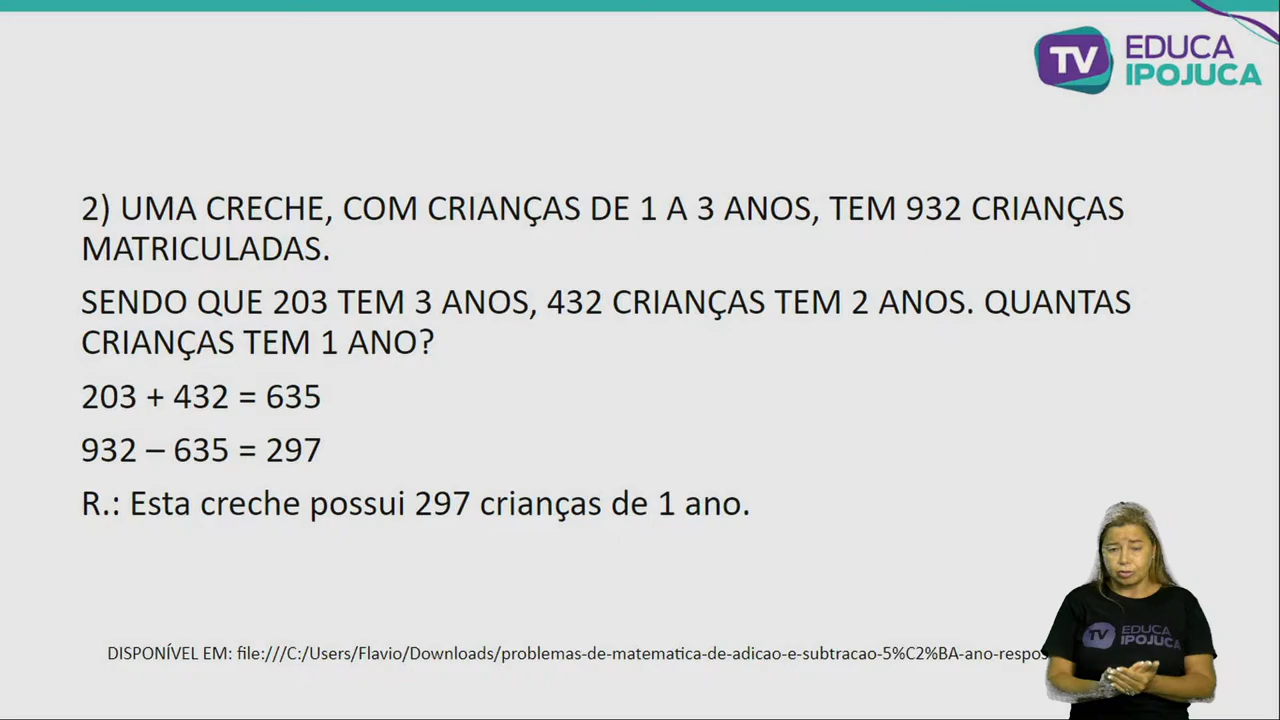 TV EDUCA
IPOJUCA
2) UMA CRECHE, COM CRIANÇAS DE 1 A 3 ANOS, TEM 932 CRIANÇAS
MATRICULADAS.
SENDO QUE 203 TEM 3 ANOS, 432 CRIANÇAS TEM 2 ANOS. QUANTAS
CRIANÇAS TEM 1 ANO?
203 + 432 = 635
932 – 635 = 297
R.: Esta creche possui 297 crianças de 1 ano.
TV EDUCA
IPOJUCA
DISPONÍVEL EM: file:///C:/Users/Flavio/Downloads/problemas-de-matematica-de-adicao-e-subtracao-5%C2%BA-ano-respos